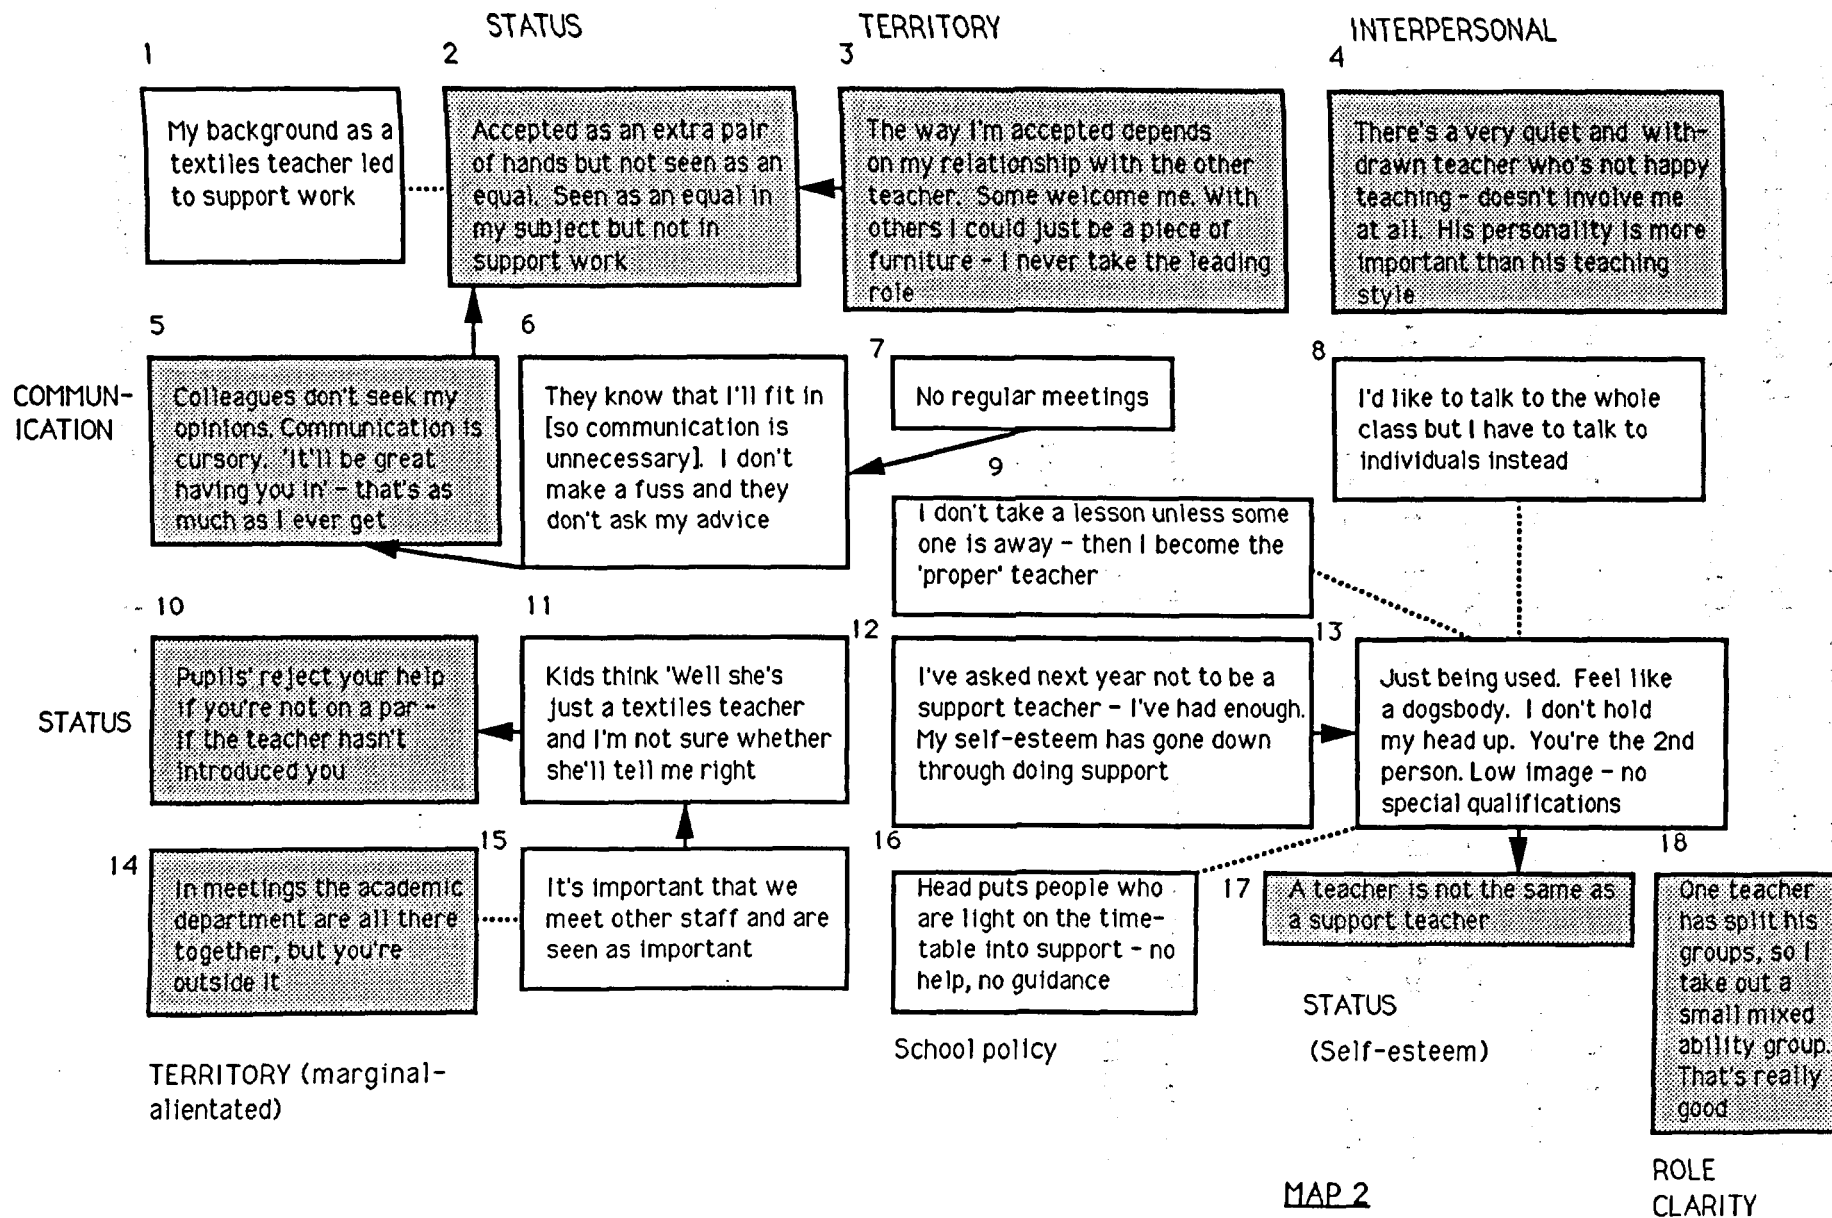 STATUS
TERRITORY
INTERPERSONAL
1
My background as a
textiles teacher led
to support work
2
Accepted as an extra pair
of hands but not seen as an
equal. Seen as an equal in
my subject but not in
support work
3
The way I'm accepted depends
on my relationship with the other
teacher. Some welcome me. With
others I could just be a piece of
furniture - I never take the leading
role
4
There's a very quiet and with-
drawn teacher who's not happy
teaching - doesn't involve me
at all. His personality is more
important than his teaching
style
COMMUN-
ICATION
5
Colleagues don't seek my
opinions. Communication is
cursory. 'It'll be great
having you in' - that's as
much as I ever get
6
They know that I'll fit in
[so communication is
unnecessary]. I don't
make a fuss and they
don't ask my advice
7
No regular meetings
8
I'd like to talk to the whole
class but I have to talk to
individuals instead
9
I don't take a lesson unless some
one is away - then I become the
'proper' teacher
STATUS
10
Pupils' reject your help
if you're not on a par -
if the teacher hasn't
introduced you
11
Kids think 'Well she's
just a textiles teacher
and I'm not sure whether
she'll tell me right
12
I've asked next year not to be a
support teacher - I've had enough.
My self-esteem has gone down
through doing support
13
Just being used. Feel like
a dogsbody. I don't hold
my head up. You're the 2nd
person. Low image - no
special qualifications
14
In meetings the academic
department are all there
together, but you're
outside it
15
It's important that we
meet other staff and are
seen as important
16
Head puts people who
are light on the time-
table into support - no
help, no guidance
17
A teacher is not the same as
a support teacher
18
One teacher
has split his
groups, so I
take out a
small mixed
ability group.
That's really
good
TERRITORY (marginal-
alientated)
School policy
STATUS
(Self-esteem)
ROLE
CLARITY
MAP 2